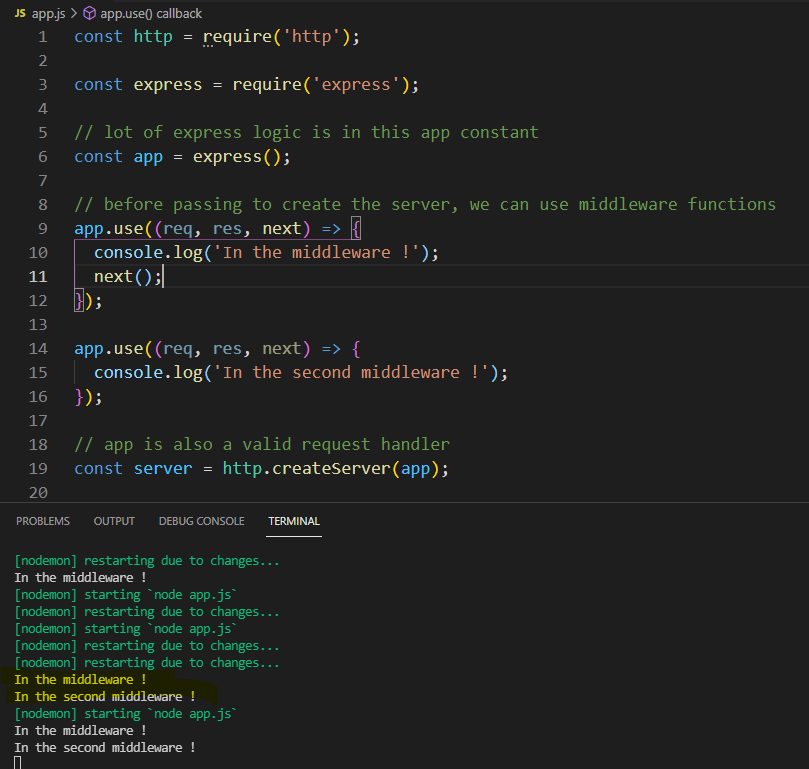 JS app.js > app.use() callback
1 const http = require('http');
2
3 const express = require('express');
4
5 // lot of express logic is in this app constant
6 const app = express();
7
8 // before passing to create the server, we can use middleware functions
9 app.use((req, res, next) => {
10 console.log('In the middleware !');
11 next();
12 });
13
14 app.use((req, res, next) => {
15 console.log('In the second middleware !');
16 });
17
18 // app is also a valid request handler
19 const server = http.createServer(app);
20
PROBLEMS OUTPUT DEBUG CONSOLE TERMINAL
[nodemon] restarting due to changes...
In the middleware !
[nodemon] starting `node app.js`
[nodemon] restarting due to changes...
[nodemon] starting `node app.js`
[nodemon] restarting due to changes...
[nodemon] restarting due to changes...
In the middleware !
In the second middleware !
[nodemon] starting `node app.js`
In the middleware !
In the second middleware !